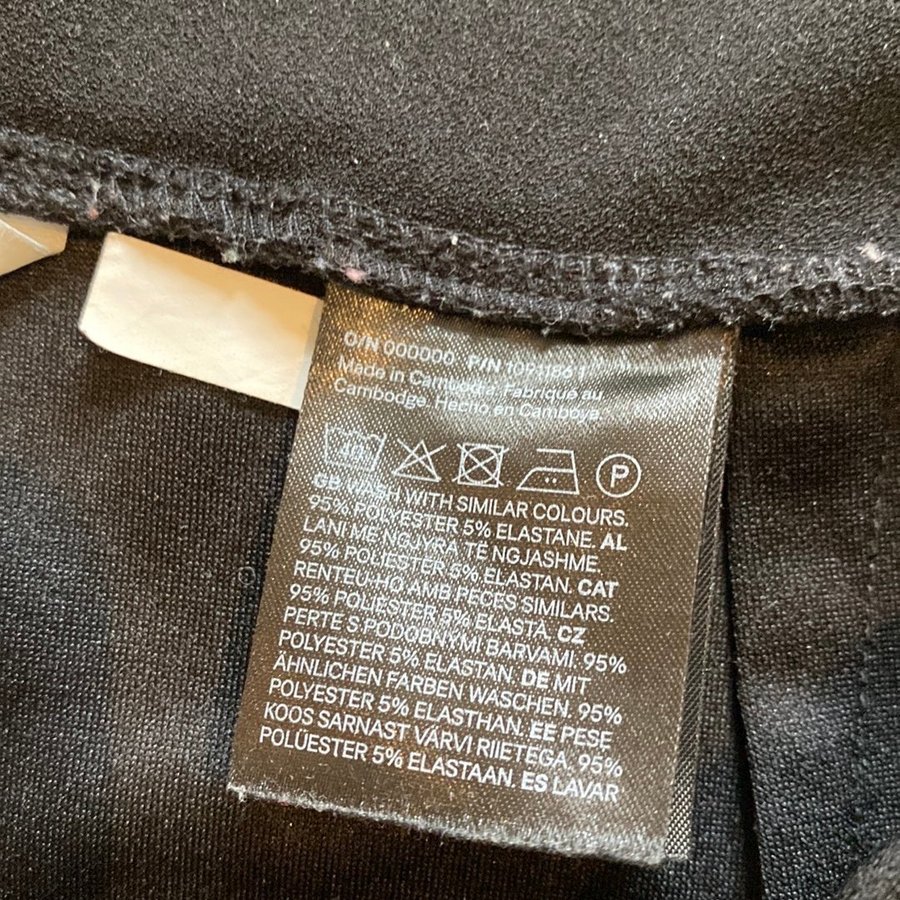 O/N 000000 P/N
Made in Cambodia. Fabriqué au
Cambodge. Hecho en Camboya.
40 P
GB WASH WITH SIMILAR COLOURS.
95% POLYESTER 5% ELASTANE. AL
LANI ME NGJYRA TË NGJASHME.
95% POLIESTER 5% ELASTAN. CAT
RENTEU-HO AMB PECES SIMILARS.
95% POLIÈSTER 5% ELASTÀ. CZ
PERTE S PODOBNÝMI BARVAMI. 95%
POLYESTER 5% ELASTAN. DE MIT
ÄHNLICHEN FARBEN WASCHEN. 95%
POLYESTER 5% ELASTHAN. EE PESE
KOOS SARNAST VÄRVI RIIETEGA. 95%
POLÜESTER 5% ELASTAAN. ES LAVAR